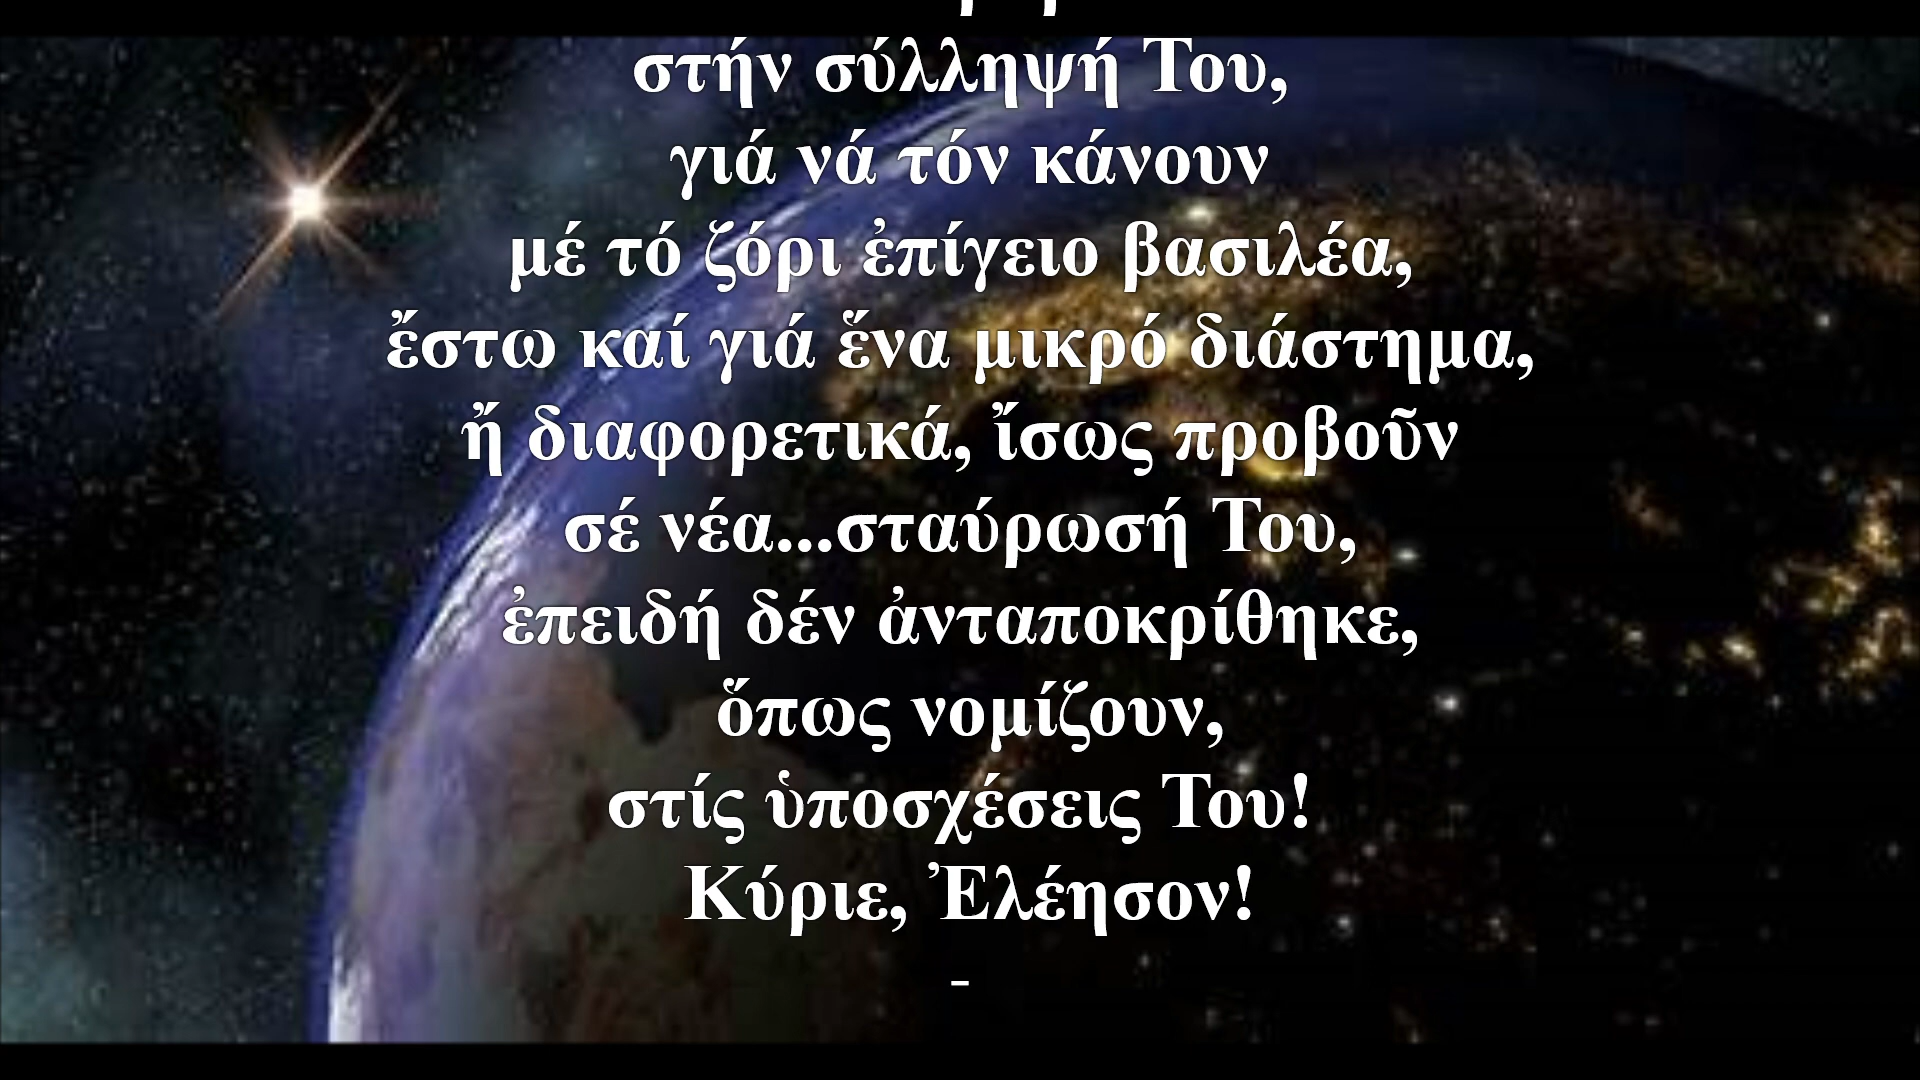 στήν σύλληψή Του,
γιά νά τόν κάνουν
μέ τό ζόρι ἐπίγειο βασιλέα,
ἔστω καί γιά ἕνα μικρό διάστημα,
ἤ διαφορετικά, ἴσως προβοῦν
σέ νέα...σταύρωσή Του,
ἐπειδή δέν ἀνταποκρίθηκε,
ὅπως νομίζουν,
στίς ὑποσχέσεις Του!
Κύριε, Ἐλέησον!
-